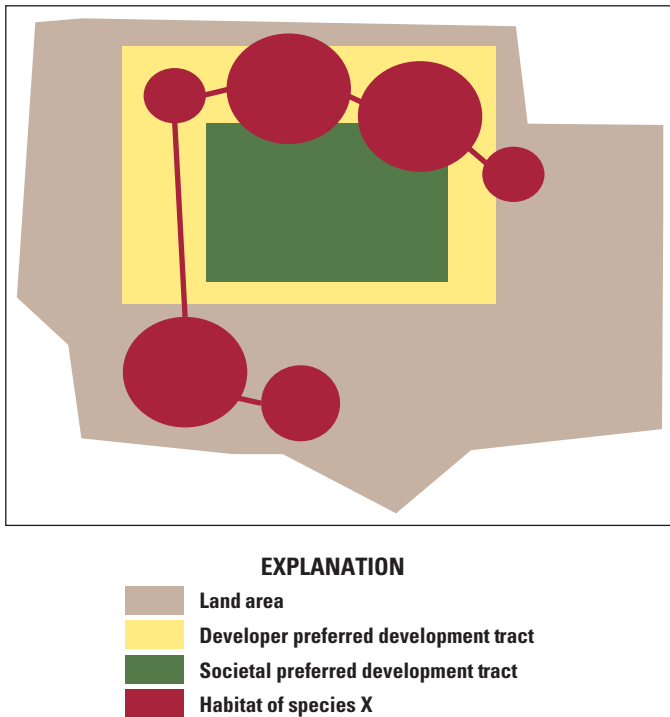 EXPLANATION
Land area
Developer preferred development tract
Societal preferred development tract
Habitat of species X